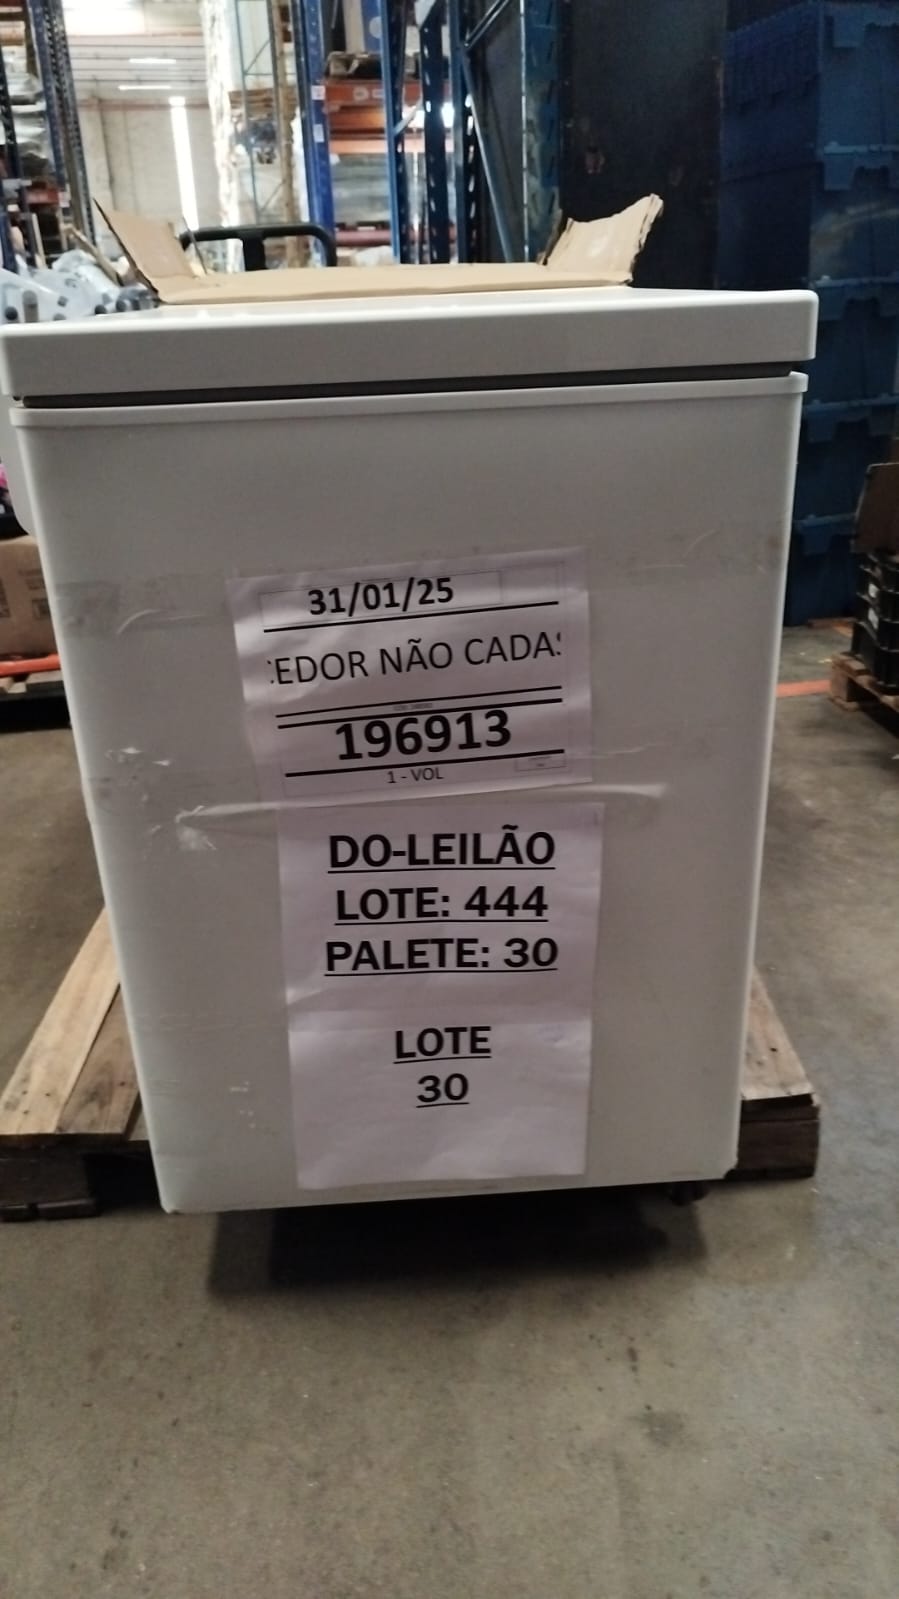 31/01/25
EDOR NÃO CADAS
196913
1 - VOL
DO-LEILÃO
LOTE: 444
PALETE: 30
LOTE
30